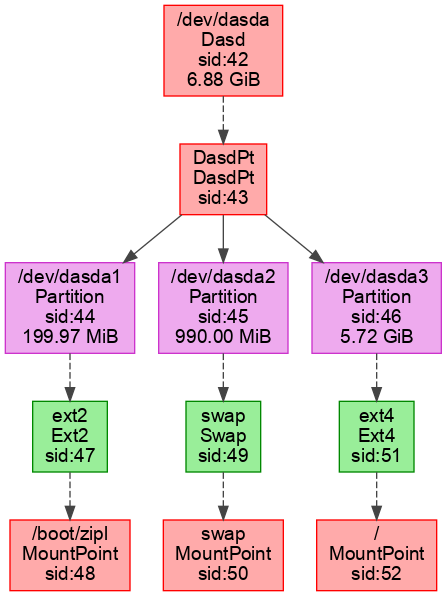 /dev/dasda
Dasd
sid:42
6.88 GiB
DasdPt
DasdPt
sid:43
/dev/dasda1
Partition
sid:44
199.97 MiB
/dev/dasda2
Partition
sid:45
990.00 MiB
/dev/dasda3
Partition
sid:46
5.72 GiB
ext2
Ext2
sid:47
swap
Swap
sid:49
ext4
Ext4
sid:51
/boot/zipl
MountPoint
sid:48
swap
MountPoint
sid:50
/
MountPoint
sid:52